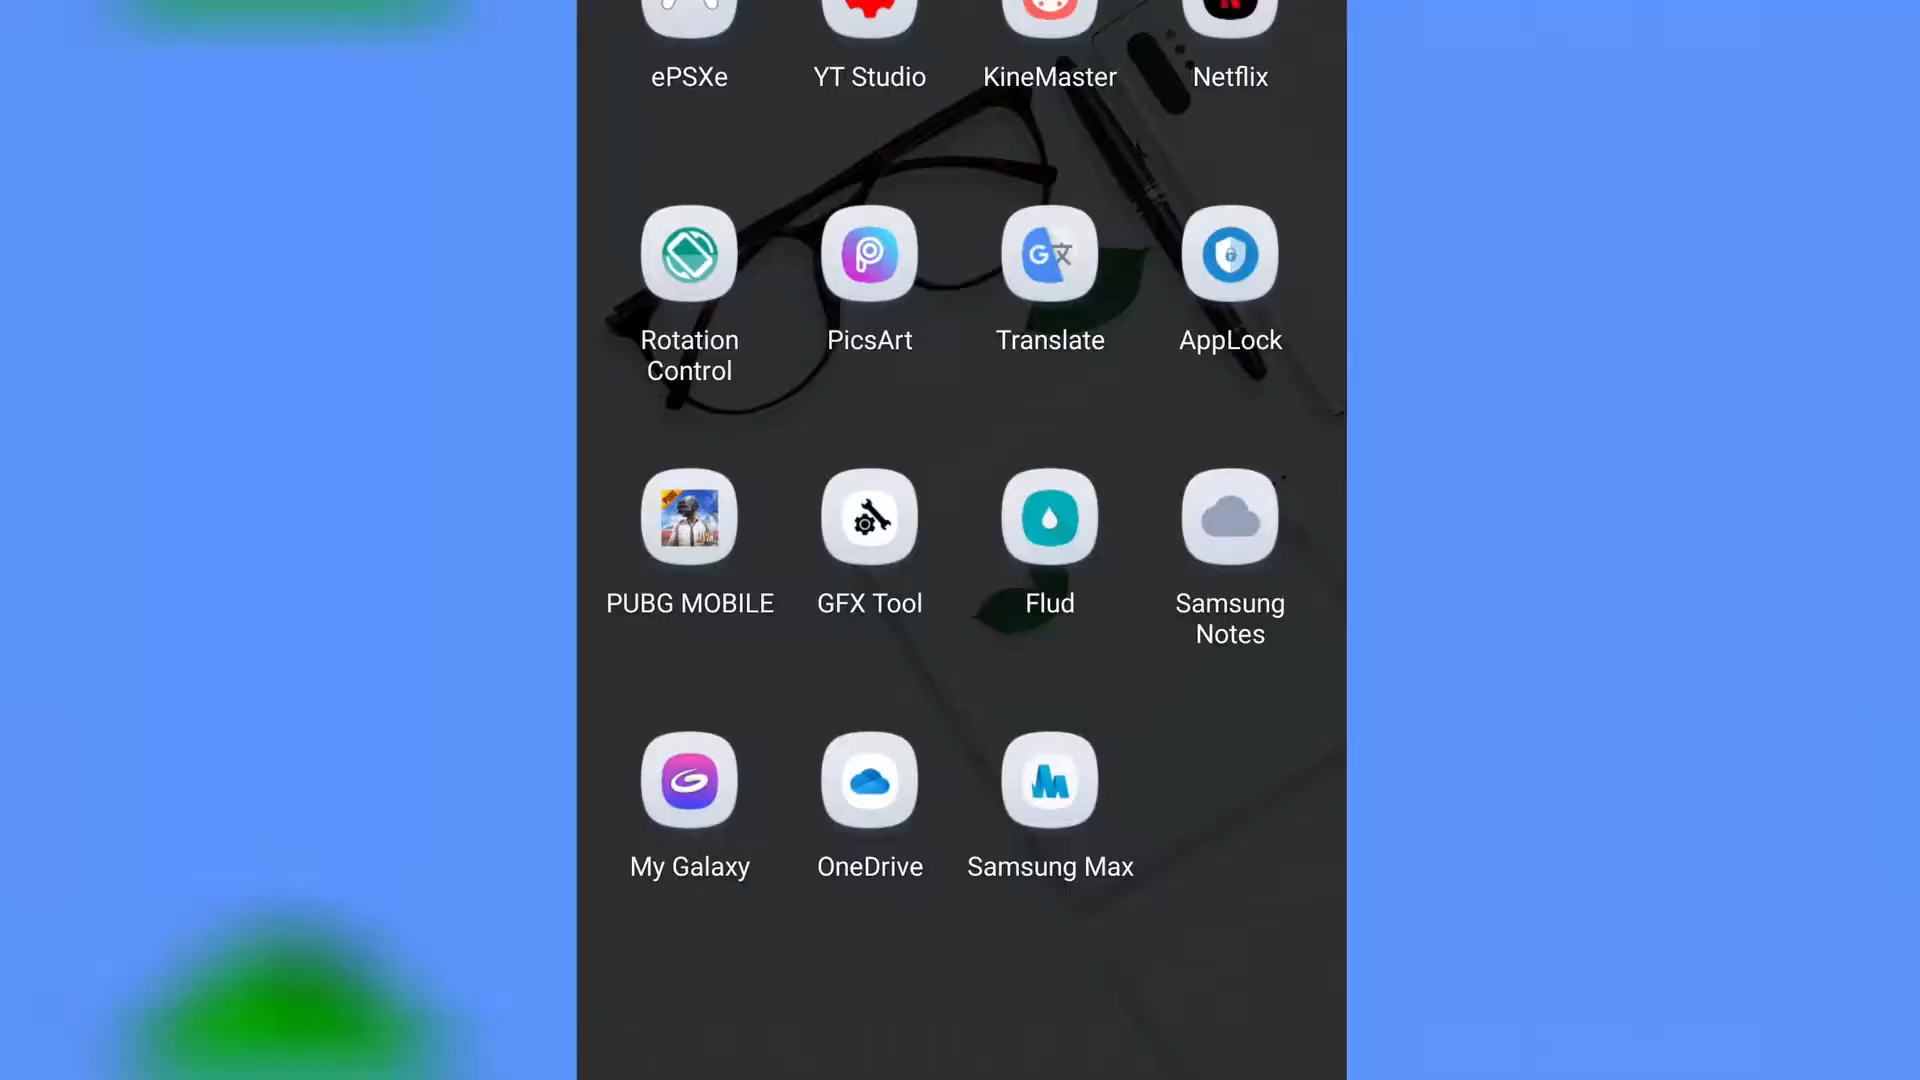 ePSXe YT Studio KineMaster Netflix
Rotation Control PicsArt Translate AppLock
PUBG MOBILE GFX Tool Flud Samsung Notes
My Galaxy OneDrive Samsung Max